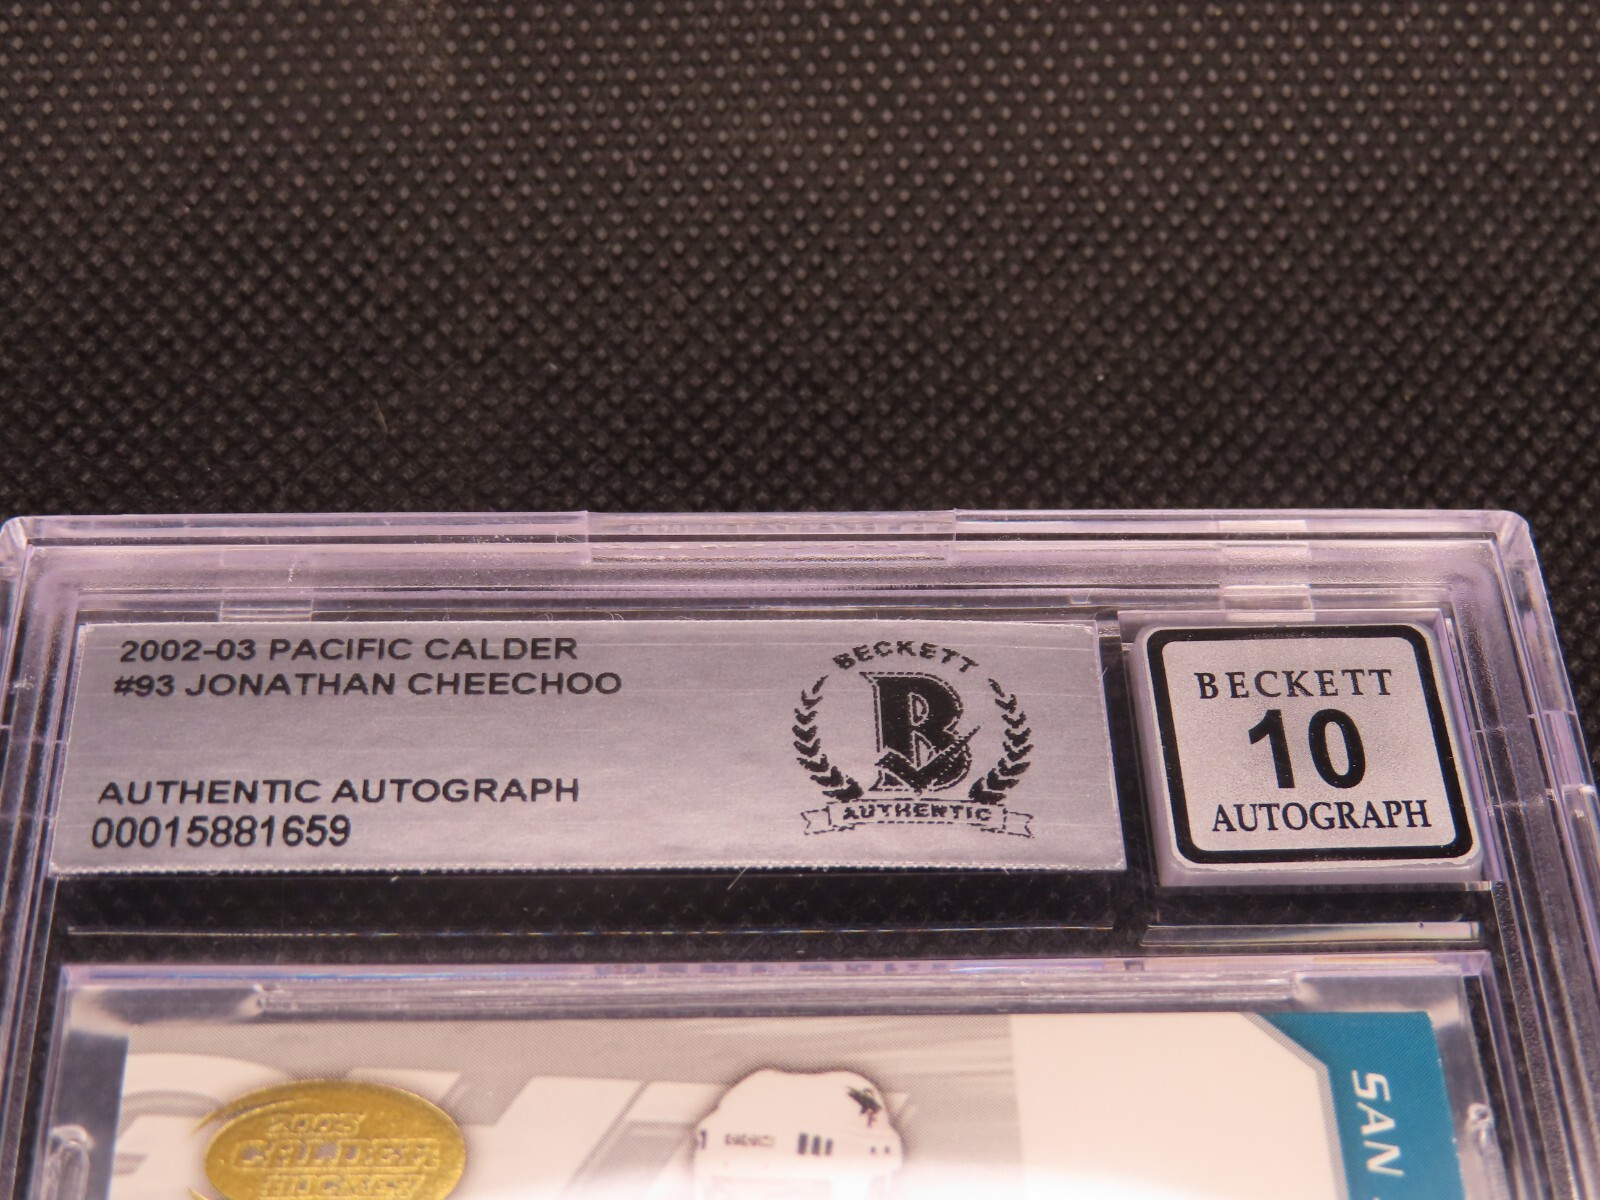 2002-03 PACIFIC CALDER
#93 JONATHAN CHEECHOO
AUTHENTIC AUTOGRAPH
00015881659
BECKETT
B
AUTHENTIC
BECKETT
10
AUTOGRAPH
2003
CALDER
HOCKEY
SAN